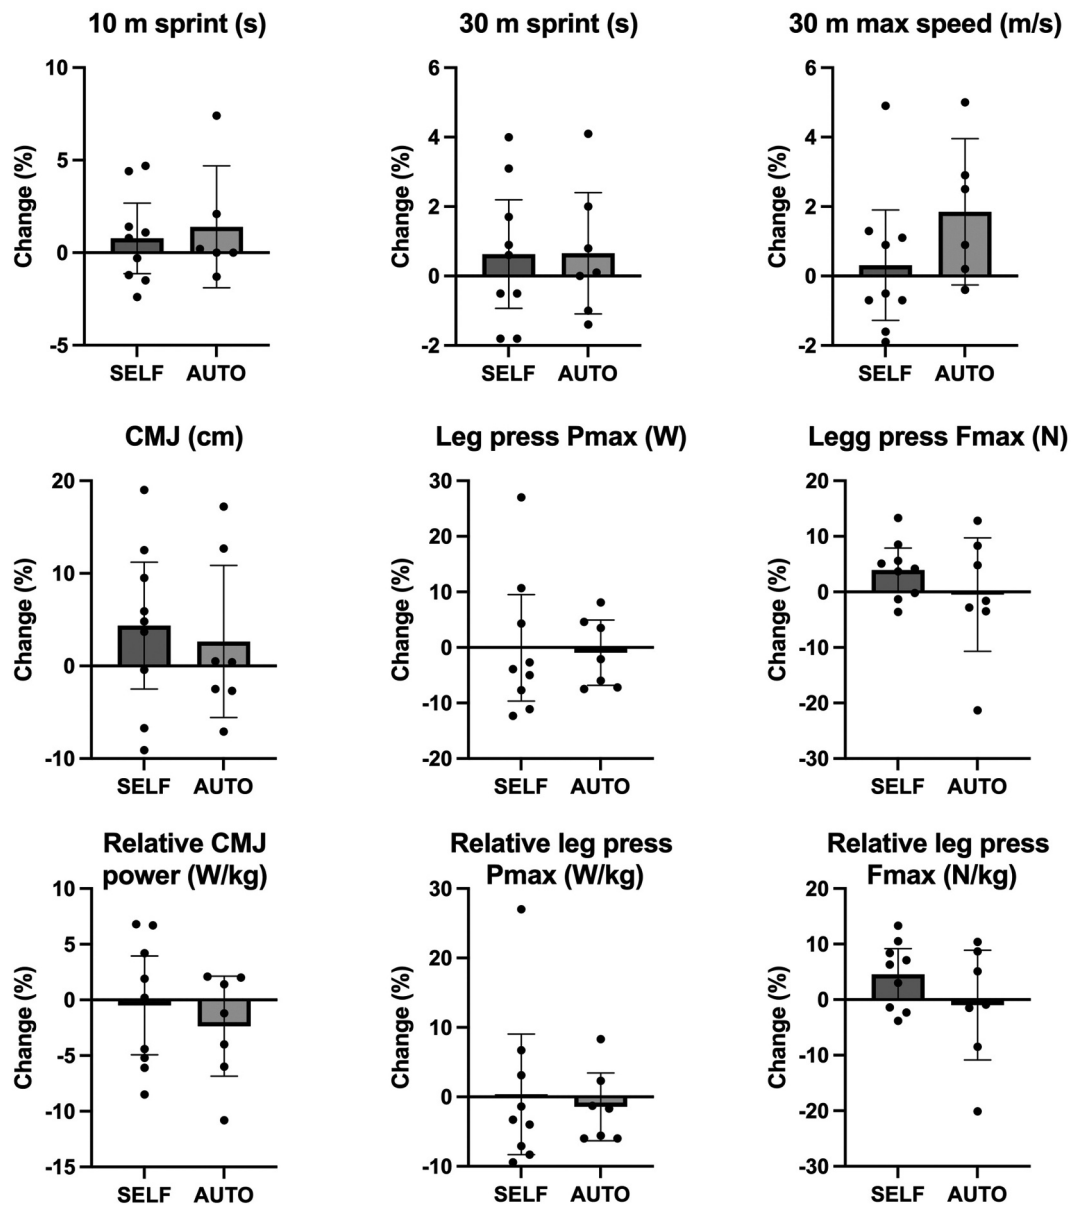 10 m sprint (s)
30 m sprint (s)
30 m max speed (m/s)
Change (%)
10
5
0
-5
SELF AUTO
Change (%)
6
4
2
0
-2
SELF AUTO
Change (%)
6
4
2
0
-2
SELF AUTO
CMJ (cm)
Leg press Pmax (W)
Legg press Fmax (N)
Change (%)
20
10
0
-10
SELF AUTO
Change (%)
30
20
10
0
-10
-20
SELF AUTO
Change (%)
20
10
0
-10
-20
-30
SELF AUTO
Relative CMJ
power (W/kg)
Relative leg press
Pmax (W/kg)
Relative leg press
Fmax (N/kg)
Change (%)
10
5
0
-5
-10
-15
SELF AUTO
Change (%)
30
20
10
0
-10
SELF AUTO
Change (%)
20
10
0
-10
-20
-30
SELF AUTO